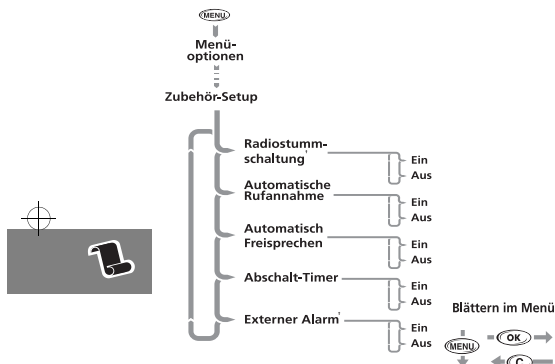 MENU
Menü-
optionen
Zubehör-Setup
Radiostumm-
schaltung
Ein
Aus
Automatische
Rufannahme
Ein
Aus
Automatisch
Freisprechen
Ein
Aus
Abschalt-Timer
Ein
Aus
Externer Alarm
Ein
Aus
Blättern im Menü
MENU
OK
C